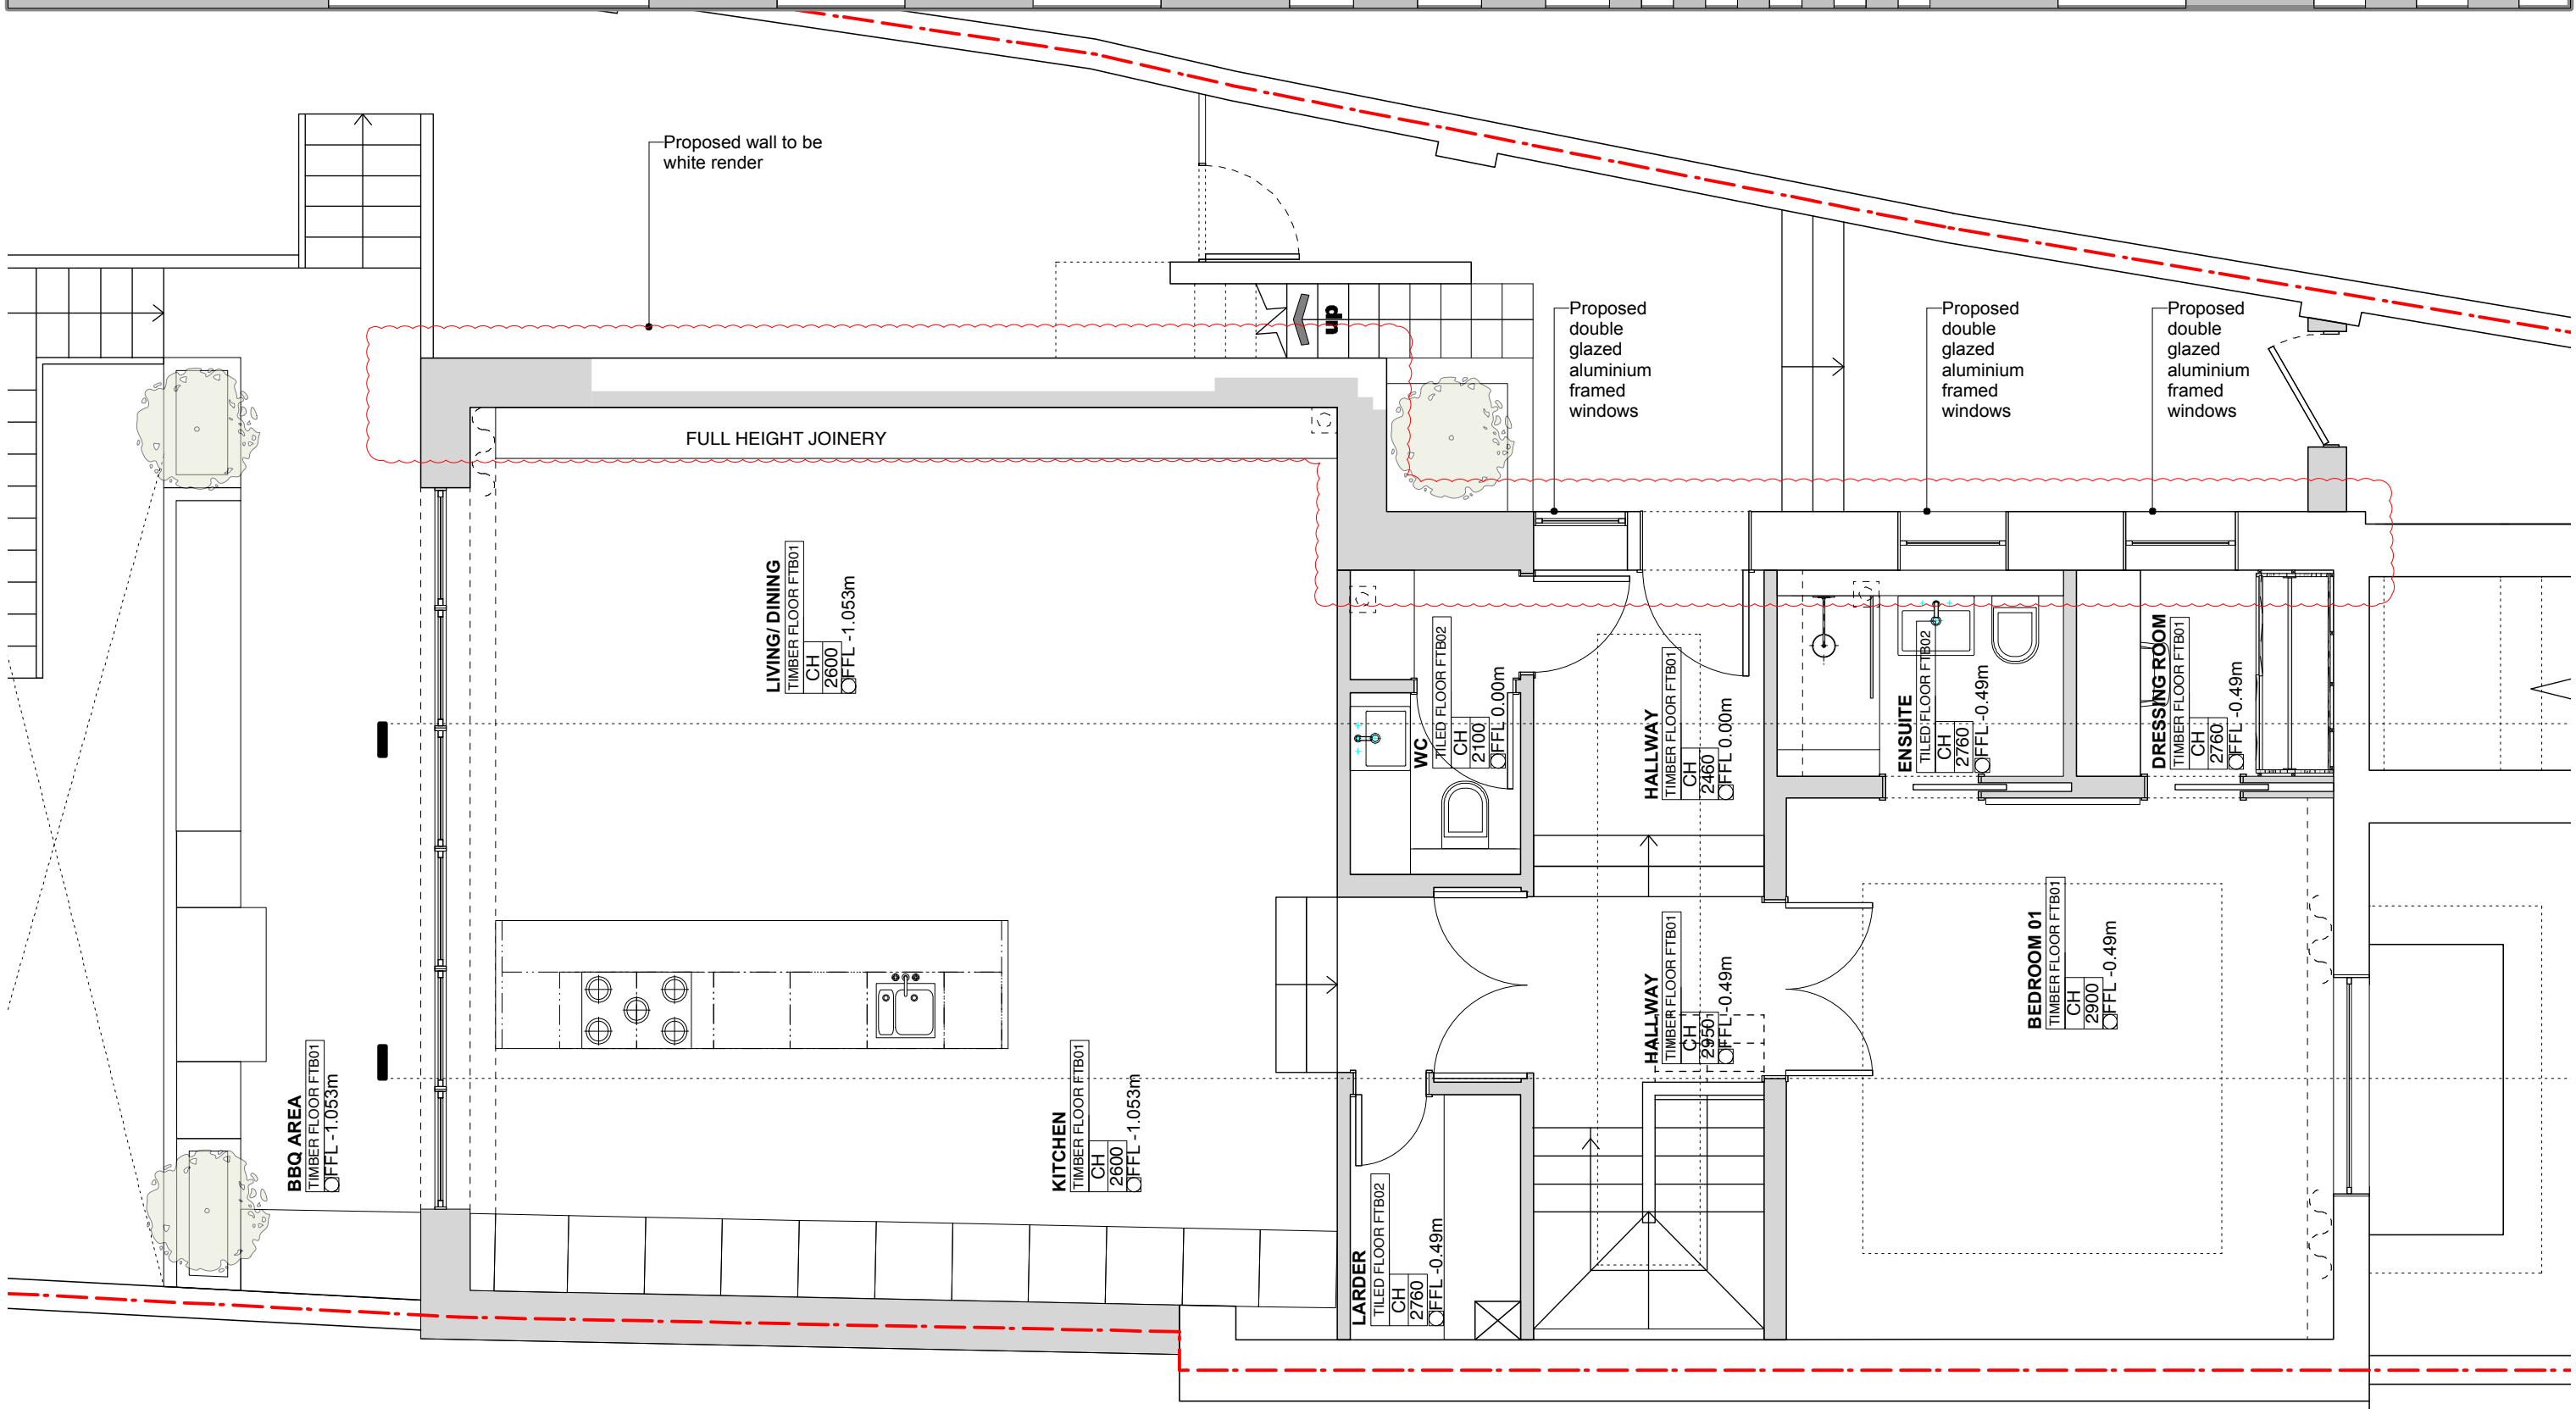 Proposed wall to be
white render
up
Proposed
double
glazed
aluminium
framed
windows
Proposed
double
glazed
aluminium
framed
windows
Proposed
double
glazed
aluminium
framed
windows
FULL HEIGHT JOINERY
LIVING/ DINING
TIMBER FLOOR FTB01
CH
2600
FFL -1.053m
WC
TILED FLOOR FTB02
CH
2100
FFL 0.00m
HALLWAY
TIMBER FLOOR FTB01
CH
2460
FFL 0.00m
ENSUITE
TILED FLOOR FTB02
CH
2760
FFL -0.49m
DRESSING ROOM
TIMBER FLOOR FTB01
CH
2760
FFL -0.49m
BBQ AREA
TIMBER FLOOR FTB01
FFL -1.053m
KITCHEN
TIMBER FLOOR FTB01
CH
2600
FFL -1.053m
HALLWAY
TIMBER FLOOR FTB01
CH
2950
FFL -0.49m
BEDROOM 01
TIMBER FLOOR FTB01
CH
2900
FFL -0.49m
LARDER
TILED FLOOR FTB02
CH
2760
FFL -0.49m